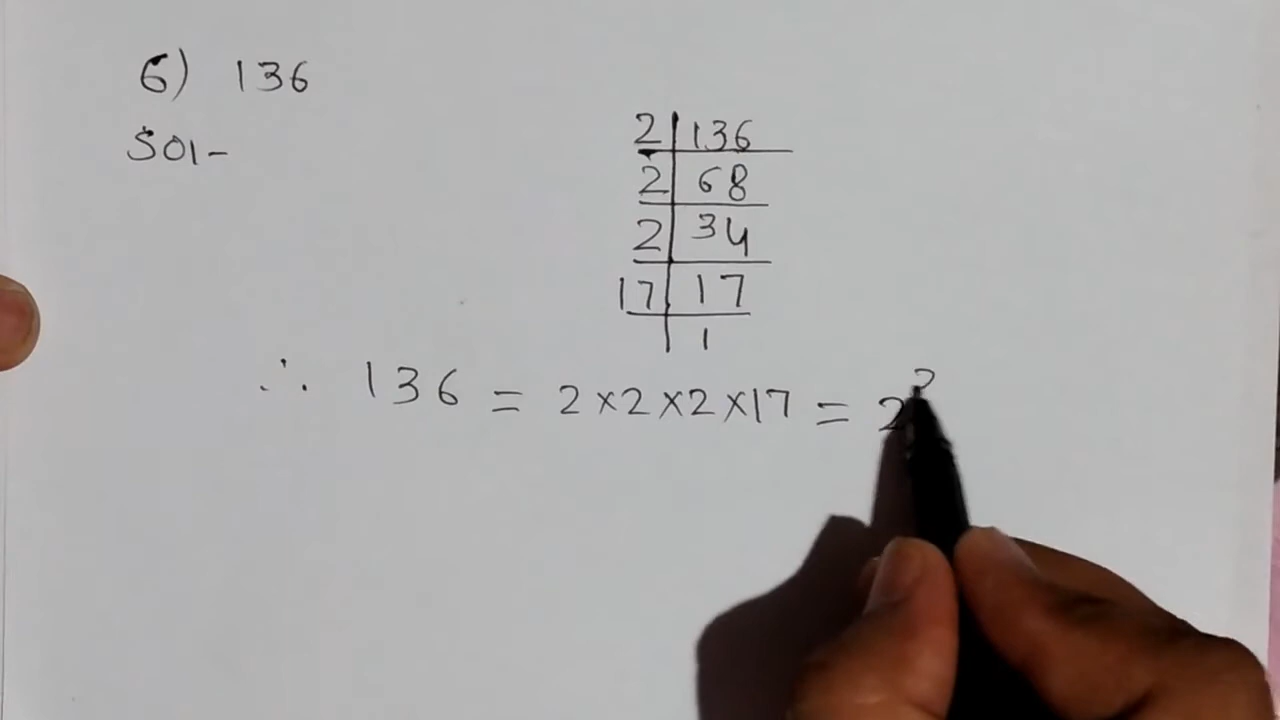 6) 136
Sol-
2 | 136
2 | 68
2 | 34
17 | 17
1
∴ 136 = 2×2×2×17 = 2